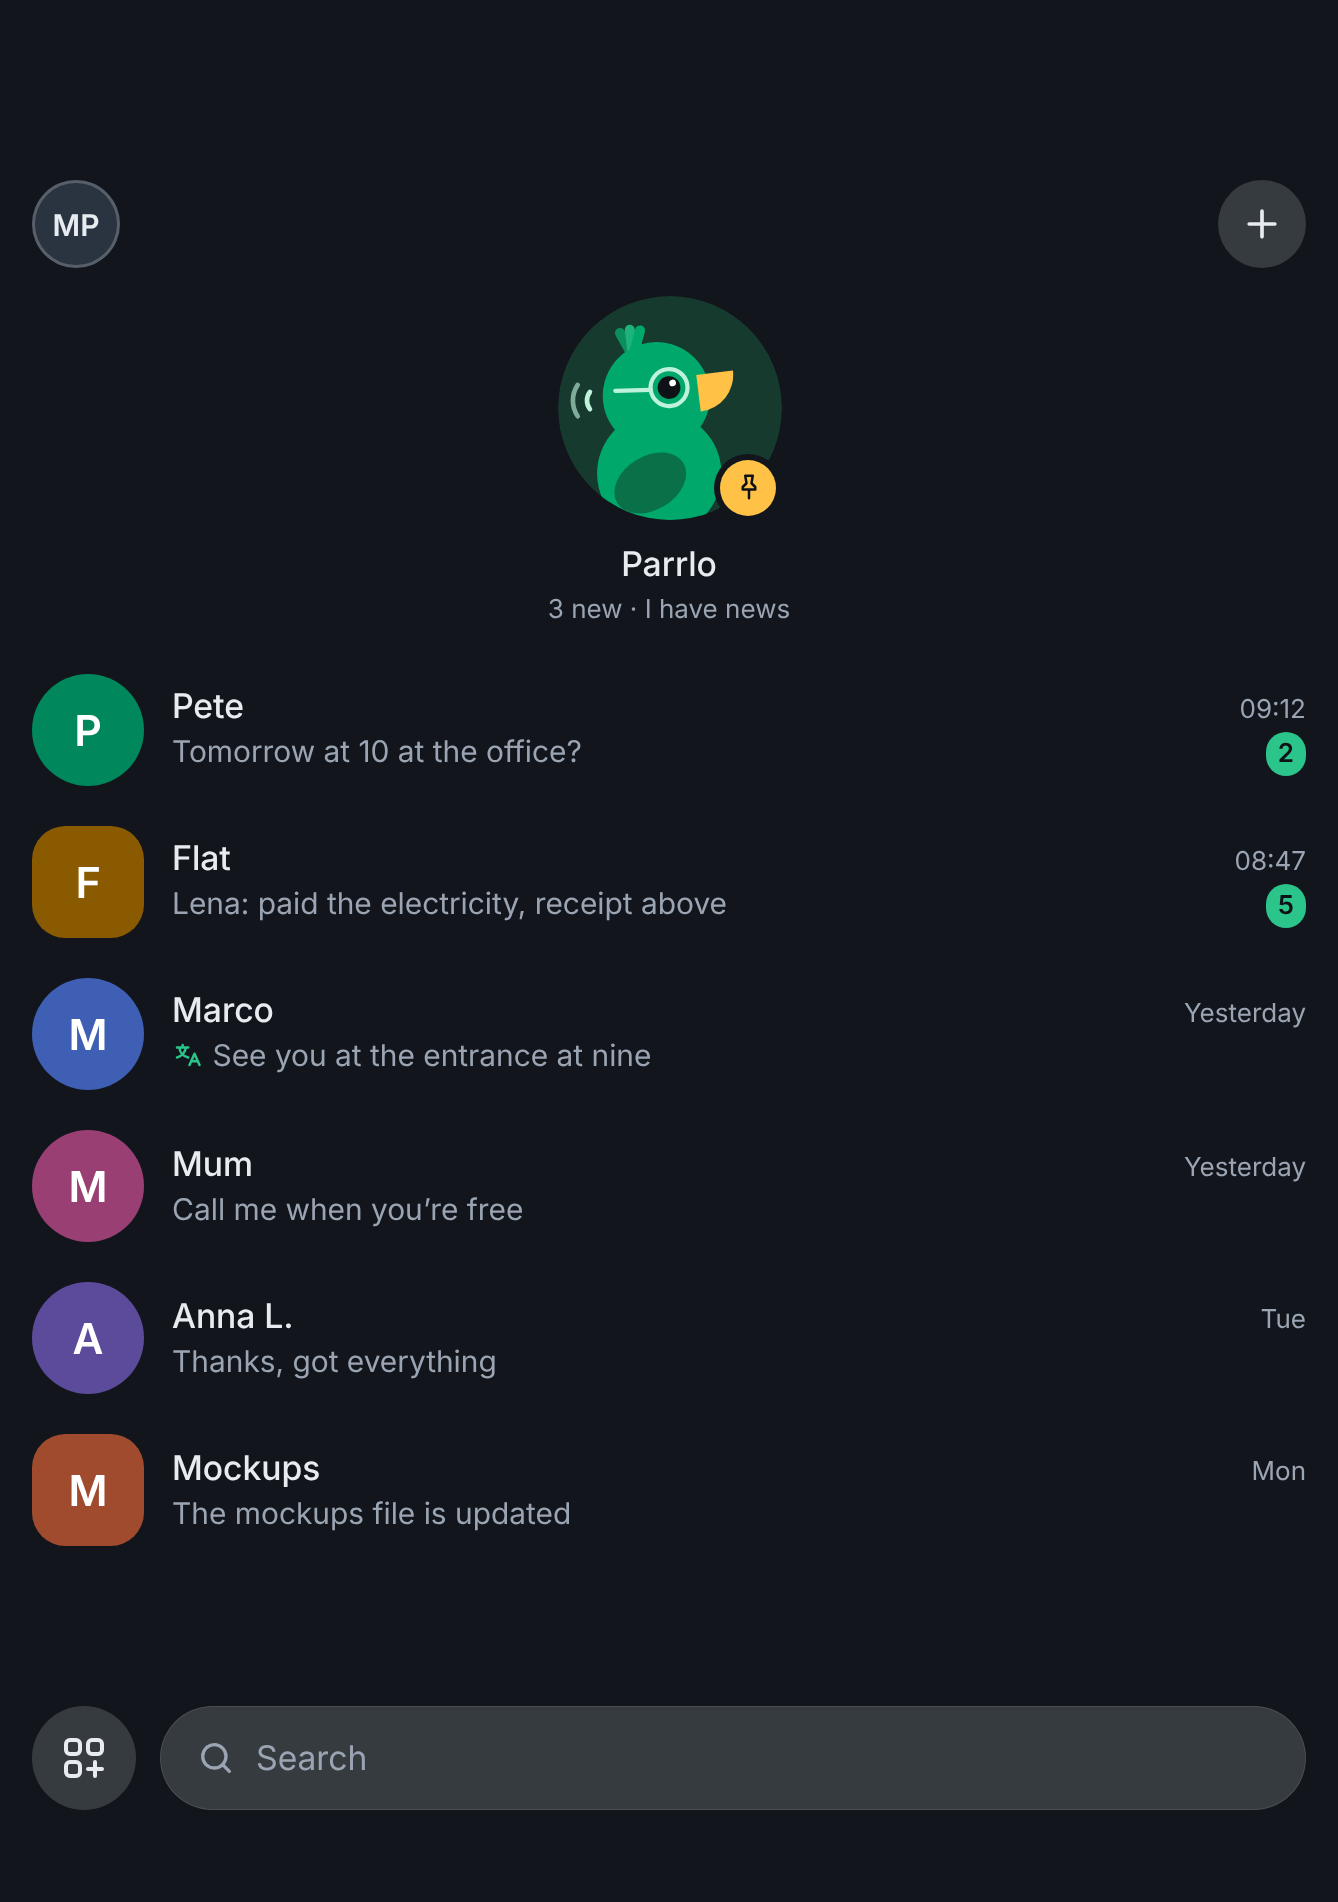 MP
Parrlo
3 new · I have news
P
Pete
09:12
Tomorrow at 10 at the office?
2
F
Flat
08:47
Lena: paid the electricity, receipt above
5
M
Marco
Yesterday
See you at the entrance at nine
M
Mum
Yesterday
Call me when you’re free
A
Anna L.
Tue
Thanks, got everything
M
Mockups
Mon
The mockups file is updated
Search